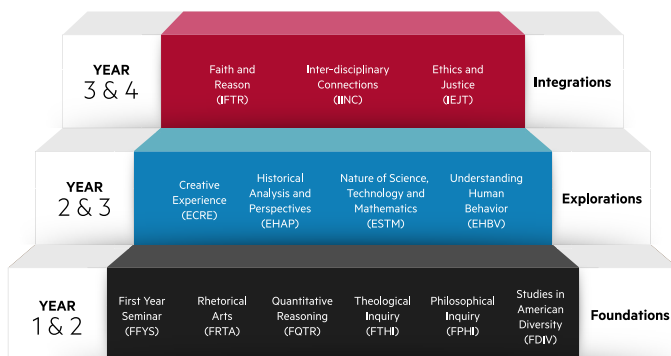 YEAR
3 & 4
Faith and
Reason
(IFTR)
Inter-disciplinary
Connections
(IINC)
Ethics and
Justice
(IEJT)
Integrations
YEAR
2 & 3
Creative
Experience
(ECRE)
Historical
Analysis and
Perspectives
(EHAP)
Nature of Science,
Technology and
Mathematics
(ESTM)
Understanding
Human
Behavior
(EHBV)
Explorations
YEAR
1 & 2
First Year
Seminar
(FFYS)
Rhetorical
Arts
(FRTA)
Quantitative
Reasoning
(FQTR)
Theological
Inquiry
(FTHI)
Philosophical
Inquiry
(FPHI)
Studies in
American
Diversity
(FDIV)
Foundations